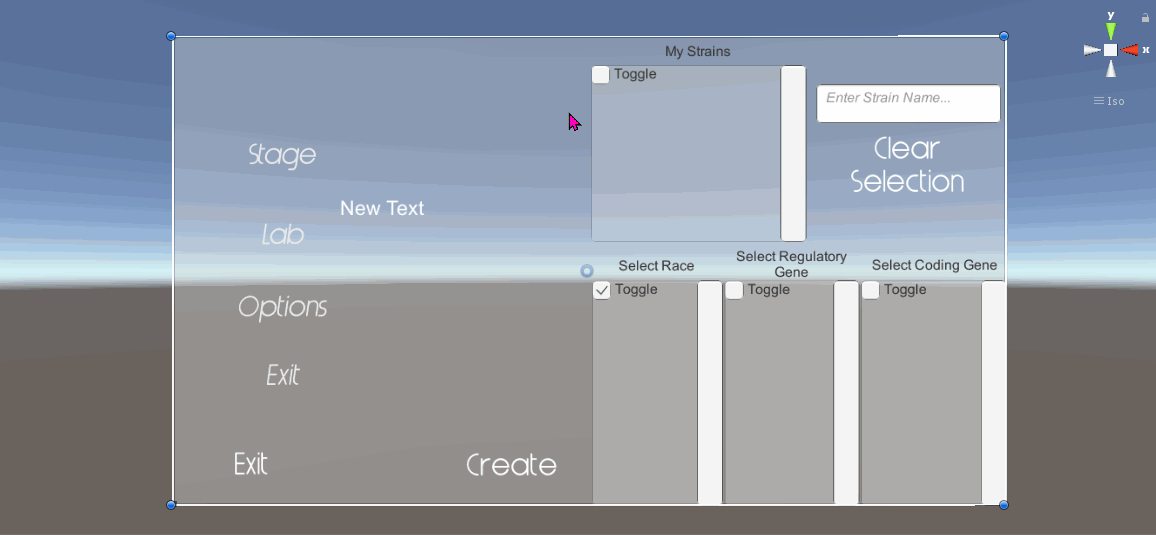 y
x
Iso
My Strains
Toggle
Enter Strain Name...
Clear
Selection
Stage
New Text
Lab
Select Race
Select Regulatory
Gene
Select Coding Gene
Toggle
Toggle
Toggle
Options
Exit
Exit
Create